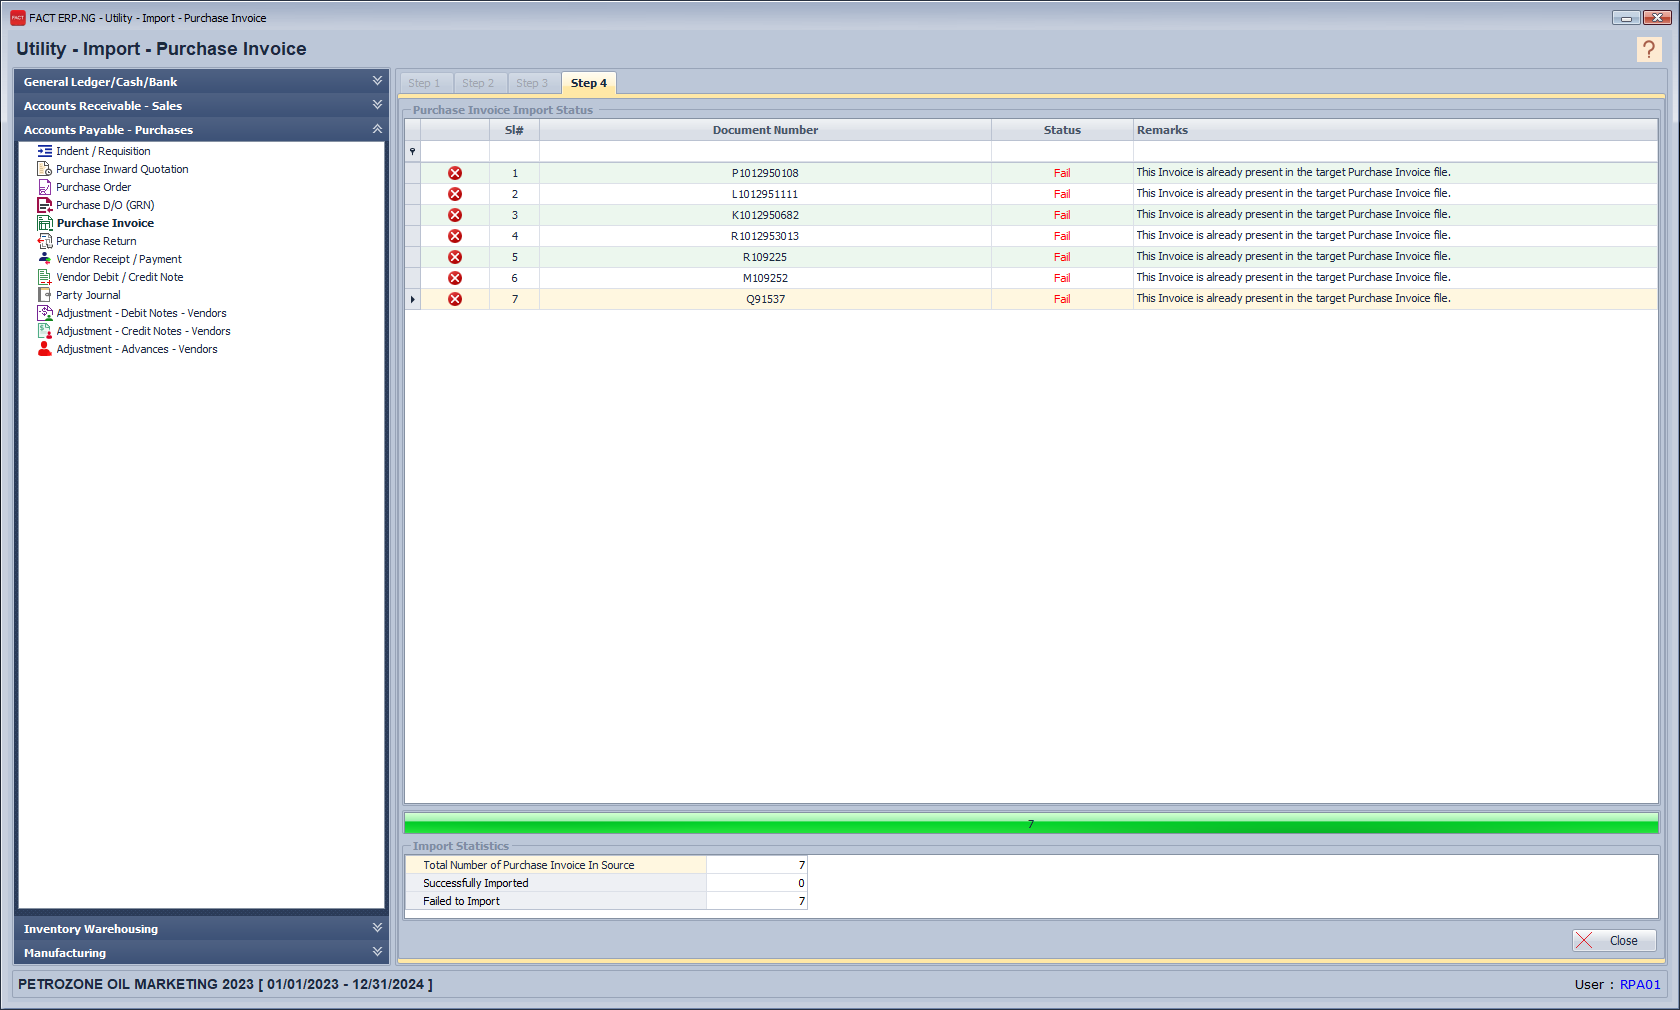 FACT ERP.NG - Utility - Import - Purchase Invoice
Utility - Import - Purchase Invoice
?
General Ledger/Cash/Bank
Accounts Receivable - Sales
Accounts Payable - Purchases
Indent / Requisition
Purchase Inward Quotation
Purchase Order
Purchase D/O (GRN)
Purchase Invoice
Purchase Return
Vendor Receipt / Payment
Vendor Debit / Credit Note
Party Journal
Adjustment - Debit Notes - Vendors
Adjustment - Credit Notes - Vendors
Adjustment - Advances - Vendors
Inventory Warehousing
Manufacturing
Step 1 Step 2 Step 3 Step 4
Purchase Invoice Import Status
Sl# Document Number Status Remarks
1 P1012950108 Fail This Invoice is already present in the target Purchase Invoice file.
2 L1012951111 Fail This Invoice is already present in the target Purchase Invoice file.
3 K1012950682 Fail This Invoice is already present in the target Purchase Invoice file.
4 R1012953013 Fail This Invoice is already present in the target Purchase Invoice file.
5 R109225 Fail This Invoice is already present in the target Purchase Invoice file.
6 M109252 Fail This Invoice is already present in the target Purchase Invoice file.
7 Q91537 Fail This Invoice is already present in the target Purchase Invoice file.
7
Import Statistics
Total Number of Purchase Invoice In Source 7
Successfully Imported 0
Failed to Import 7
Close
PETROZONE OIL MARKETING 2023 [ 01/01/2023 - 12/31/2024 ]
User : RPA01